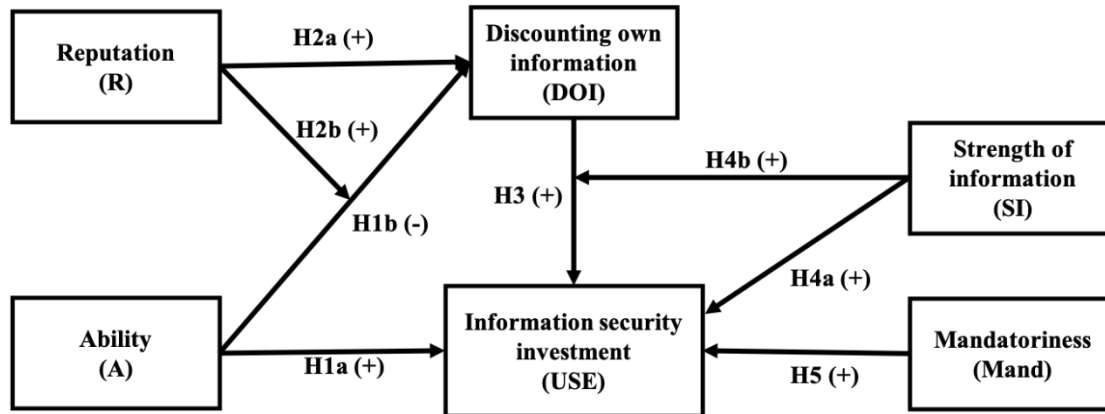 Reputation
(R)
H2a (+)
Discounting own
information
(DOI)
H2b (+)
H4b (+)
Strength of
information
(SI)
H3 (+)
H1b (-)
H4a (+)
Ability
(A)
H1a (+)
Information security
investment
(USE)
H5 (+)
Mandatoriness
(Mand)